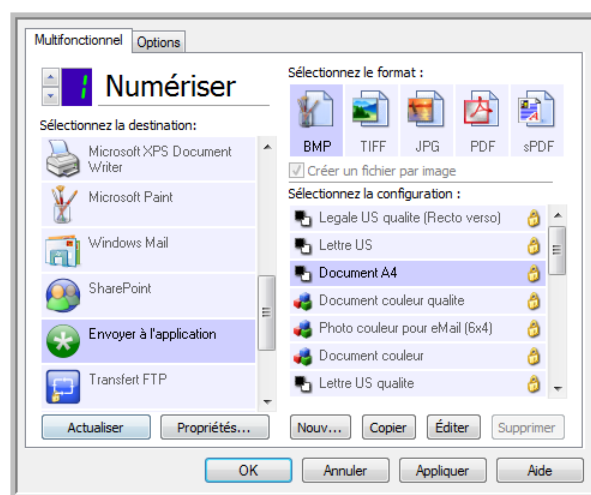 Multifonctionnel Options
1 Numériser
Sélectionnez la destination:
Microsoft XPS Document
Writer
Microsoft Paint
Windows Mail
SharePoint
Envoyer à l'application
Transfert FTP
Actualiser Propriétés...
Sélectionnez le format :
BMP TIFF JPG PDF sPDF
Créer un fichier par image
Sélectionnez la configuration :
Legale US qualite (Recto verso)
Lettre US
Document A4
Document couleur qualite
Photo couleur pour eMail (6x4)
Document couleur
Lettre US qualite
Nouv... Copier Éditer Supprimer
OK Annuler Appliquer Aide